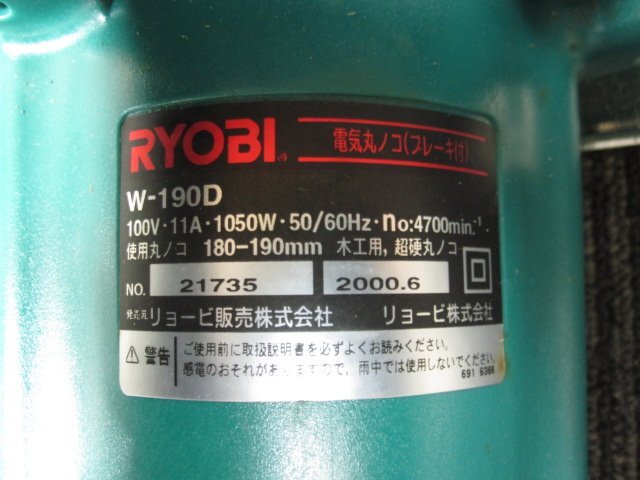 RYOBI 電気丸ノコ(ブレーキ付)
W-190D
100V・11A・1050W・50/60Hz・no:4700min.⁻¹
使用丸ノコ 180-190mm 木工用,超硬丸ノコ
NO. 21735 2000.6
発売元 リョービ販売株式会社 リョービ株式会社
警告 ご使用前に取扱説明書を必ずよくお読みください。
感電のおそれがありますので,雨中では使用しないでください。
691 6366